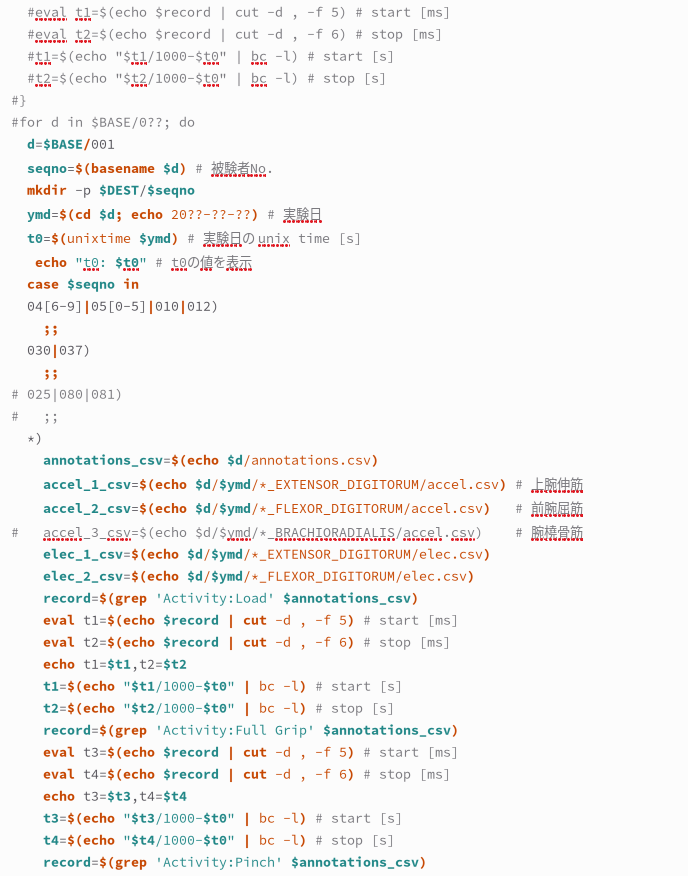 #eval t1=$(echo $record | cut -d , -f 5) # start [ms]
#eval t2=$(echo $record | cut -d , -f 6) # stop [ms]
#t1=$(echo "$t1/1000-$t0" | bc -l) # start [s]
#t2=$(echo "$t2/1000-$t0" | bc -l) # stop [s]
#}
#for d in $BASE/0??; do
d=$BASE/001
seqno=$(basename $d) # 被験者No.
mkdir -p $DEST/$seqno
ymd=$(cd $d; echo 20??-??-??) # 実験日
t0=$(unixtime $ymd) # 実験日のunix time [s]
echo "t0: $t0" # t0の値を表示
case $seqno in
04[6-9]|05[0-5]|010|012)
;;
030|037)
;;
# 025|080|081)
# ;;
*)
annotations_csv=$(echo $d/annotations.csv)
accel_1_csv=$(echo $d/$ymd/*_EXTENSOR_DIGITORUM/accel.csv) # 上腕伸筋
accel_2_csv=$(echo $d/$ymd/*_FLEXOR_DIGITORUM/accel.csv) # 前腕屈筋
# accel_3_csv=$(echo $d/$ymd/*_BRACHIORADIALIS/accel.csv) # 腕橈骨筋
elec_1_csv=$(echo $d/$ymd/*_EXTENSOR_DIGITORUM/elec.csv)
elec_2_csv=$(echo $d/$ymd/*_FLEXOR_DIGITORUM/elec.csv)
record=$(grep 'Activity:Load' $annotations_csv)
eval t1=$(echo $record | cut -d , -f 5) # start [ms]
eval t2=$(echo $record | cut -d , -f 6) # stop [ms]
echo t1=$t1,t2=$t2
t1=$(echo "$t1/1000-$t0" | bc -l) # start [s]
t2=$(echo "$t2/1000-$t0" | bc -l) # stop [s]
record=$(grep 'Activity:Full Grip' $annotations_csv)
eval t3=$(echo $record | cut -d , -f 5) # start [ms]
eval t4=$(echo $record | cut -d , -f 6) # stop [ms]
echo t3=$t3,t4=$t4
t3=$(echo "$t3/1000-$t0" | bc -l) # start [s]
t4=$(echo "$t4/1000-$t0" | bc -l) # stop [s]
record=$(grep 'Activity:Pinch' $annotations_csv)